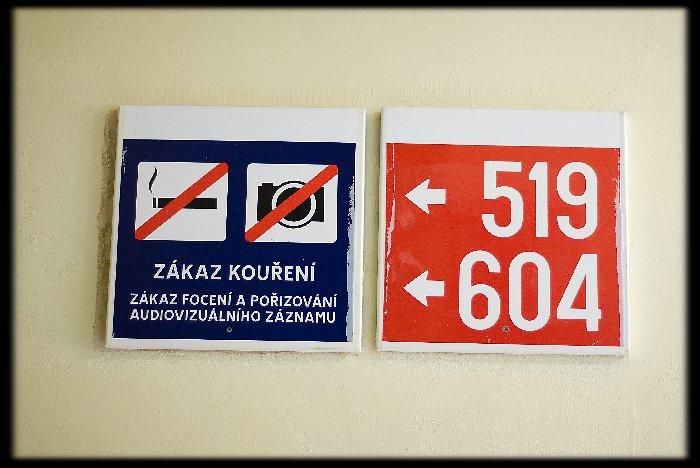 ZÁKAZ KOUŘENÍ
ZÁKAZ FOCENÍ A POŘIZOVÁNÍ
AUDIOVIZUÁLNÍHO ZÁZNAMU
519
604